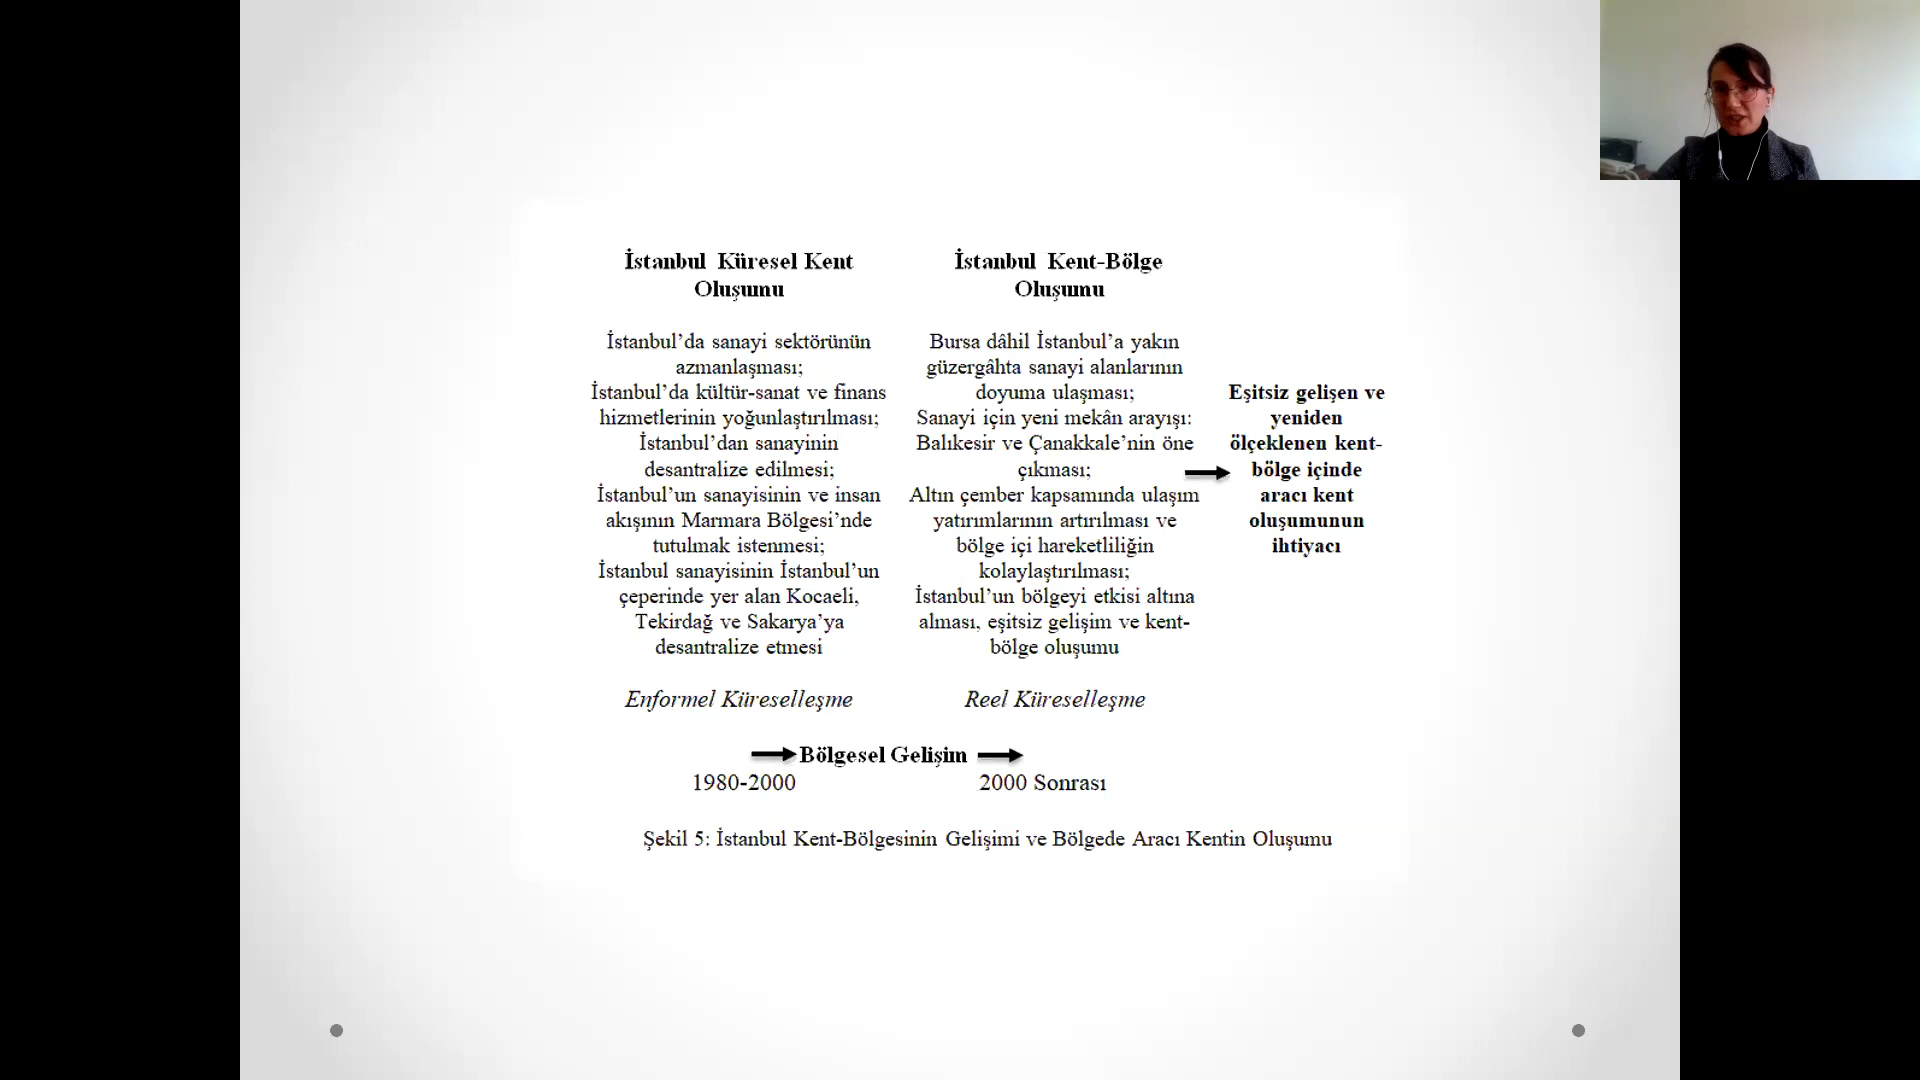 İstanbul Küresel Kent
Oluşumu
İstanbul’da sanayi sektörünün
azmanlaşması;
İstanbul’da kültür-sanat ve finans
hizmetlerinin yoğunlaştırılması;
İstanbul’dan sanayinin
desantralize edilmesi;
İstanbul’un sanayisinin ve insan
akışının Marmara Bölgesi’nde
tutulmak istenmesi;
İstanbul sanayisinin İstanbul’un
çeperinde yer alan Kocaeli,
Tekirdağ ve Sakarya’ya
desantralize etmesi
Enformel Küreselleşme
İstanbul Kent-Bölge
Oluşumu
Bursa dâhil İstanbul’a yakın
güzergâhta sanayi alanlarının
doyuma ulaşması;
Sanayi için yeni mekân arayışı:
Balıkesir ve Çanakkale’nin öne
çıkması;
Altın çember kapsamında ulaşım
yatırımlarının artırılması ve
bölge içi hareketliliğin
kolaylaştırılması;
İstanbul’un bölgeyi etkisi altına
alması, eşitsiz gelişim ve kent-
bölge oluşumu
Reel Küreselleşme
Eşitsiz gelişen ve
yeniden
ölçeklenen kent-
bölge içinde
aracı kent
oluşumunun
ihtiyacı
Bölgesel Gelişim
1980-2000
2000 Sonrası
Şekil 5: İstanbul Kent-Bölgesinin Gelişimi ve Bölgede Aracı Kentin Oluşumu